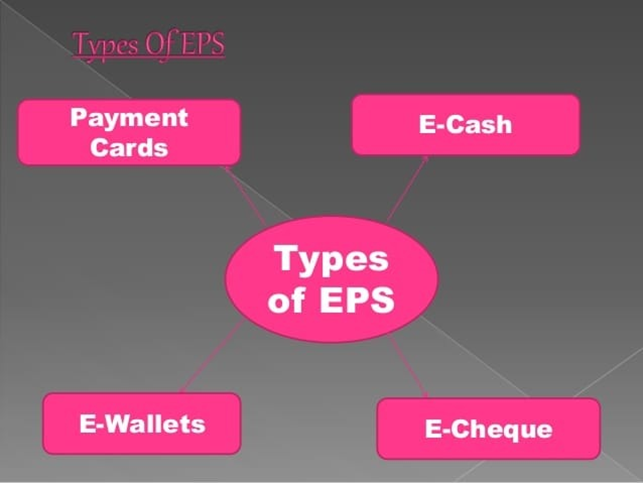 Types Of EPS
Payment
Cards
E-Cash
Types
of EPS
E-Wallets
E-Cheque